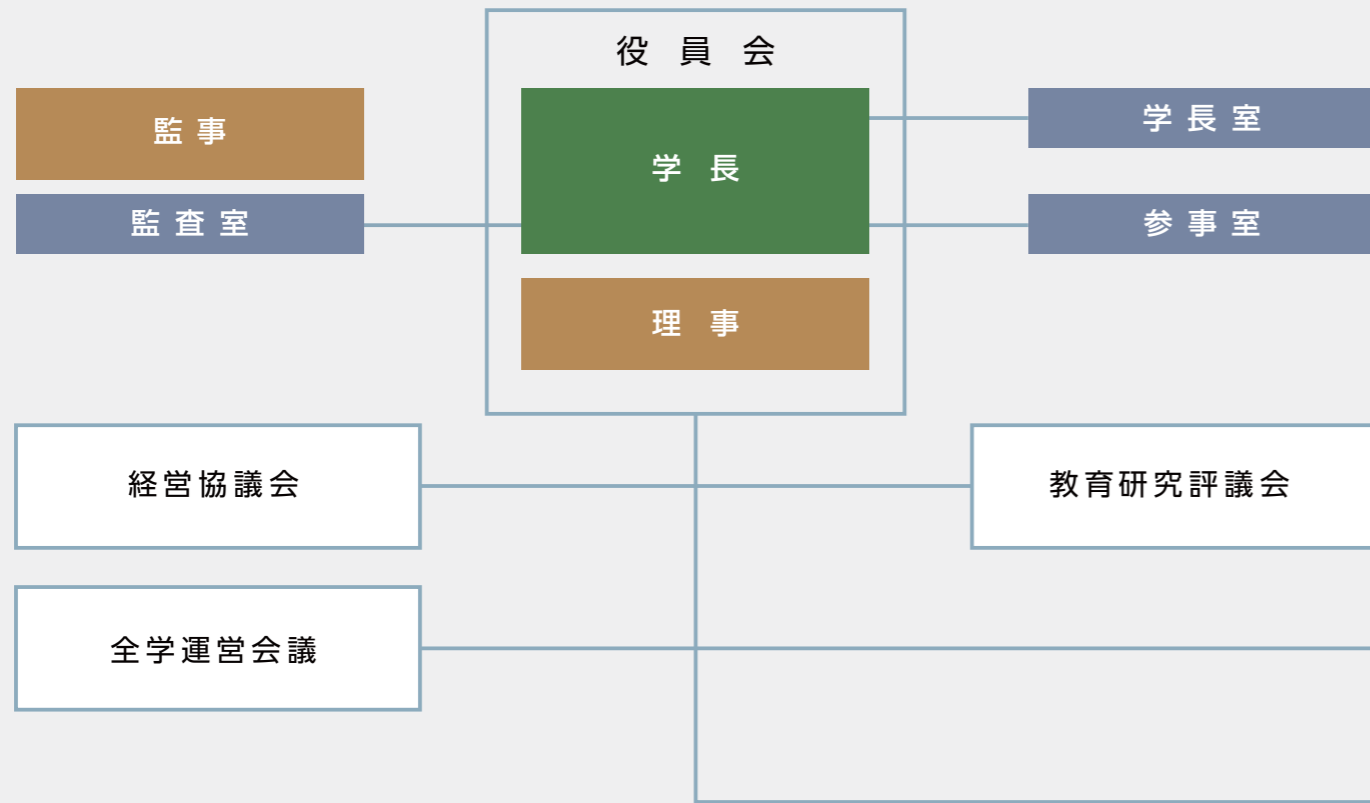 役員会
監事
学長
学長室
監査室
参事室
理事
経営協議会
教育研究評議会
全学運営会議